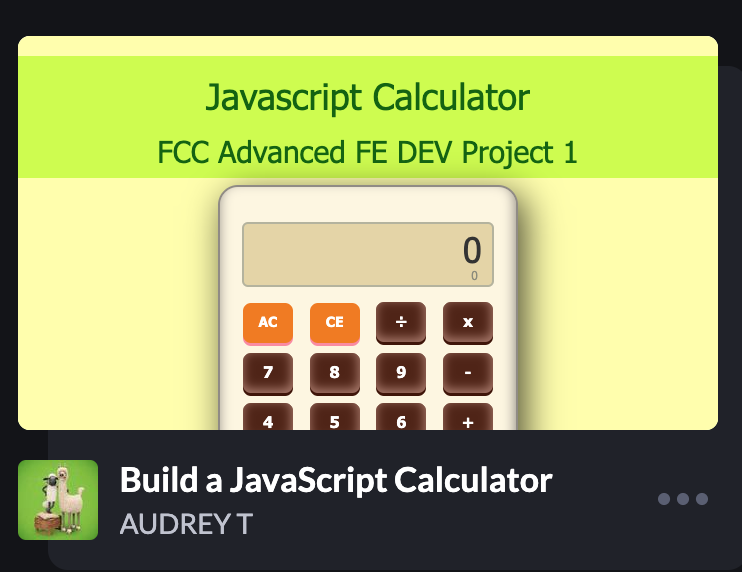 Javascript Calculator
FCC Advanced FE DEV Project 1
0
0
AC CE ÷ x
7 8 9 -
4 5 6 +
Build a JavaScript Calculator
AUDREY T